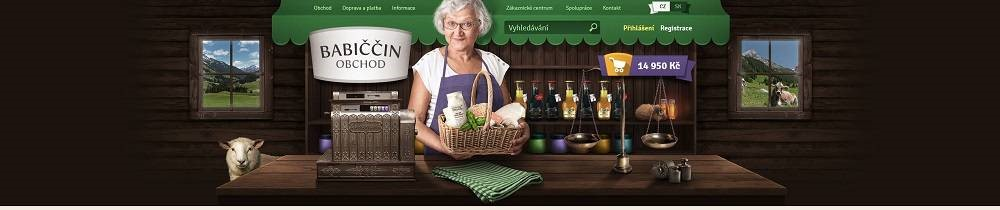 Obchod Doprava a platba Informace Zákaznické centrum Spolupráce Kontakt CZ SK
Vyhledávání Přihlášení Registrace
BABIČČIN
OBCHOD
14 950 Kč